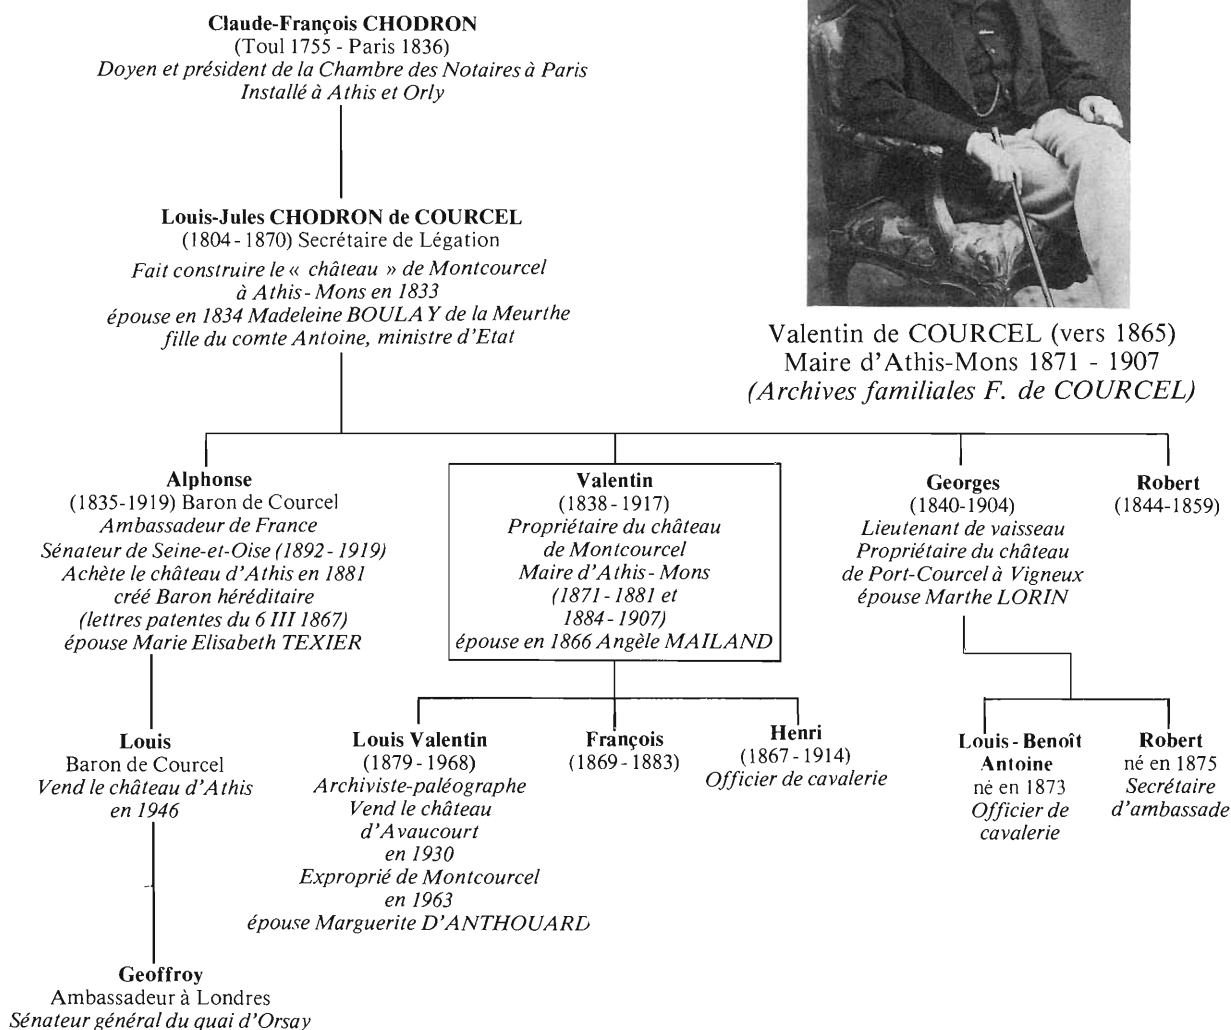 Claude-François CHODRON
(Toul 1755 - Paris 1836)
Doyen et président de la Chambre des Notaires à Paris
Installé à Athis et Orly
Louis-Jules CHODRON de COURCEL
(1804 - 1870) Secrétaire de Légation
Fait construire le « château » de Montcourcel
à Athis-Mons en 1833
épouse en 1834 Madeleine BOULAY de la Meurthe
fille du comte Antoine, ministre d'Etat
Valentin de COURCEL (vers 1865)
Maire d'Athis-Mons 1871 - 1907
(Archives familiales F. de COURCEL)
Alphonse
(1835-1919) Baron de Courcel
Ambassadeur de France
Sénateur de Seine-et-Oise (1892 - 1919)
Achète le château d'Athis en 1881
créé Baron héréditaire
(lettres patentes du 6 III 1867)
épouse Marie Elisabeth TEXIER
Valentin
(1838-1917)
Propriétaire du château
de Montcourcel
Maire d'Athis-Mons
(1871-1881 et
1884-1907)
épouse en 1866 Angèle MAILAND
Georges
(1840-1904)
Lieutenant de vaisseau
Propriétaire du château
de Port-Courcel à Vigneux
épouse Marthe LORIN
Robert
(1844-1859)
Louis
Baron de Courcel
Vend le château d'Athis
en 1946
Louis Valentin
(1879-1968)
Archiviste-paléographe
Vend le château
d'Avaucourt
en 1930
Exproprié de Montcourcel
en 1963
épouse Marguerite D'ANTHOUARD
François
(1869-1883)
Henri
(1867-1914)
Officier de cavalerie
Louis-Benoît
Antoine
né en 1873
Officier de
cavalerie
Robert
né en 1875
Secrétaire
d'ambassade
Geoffroy
Ambassadeur à Londres
Sénateur général du quai d'Orsay